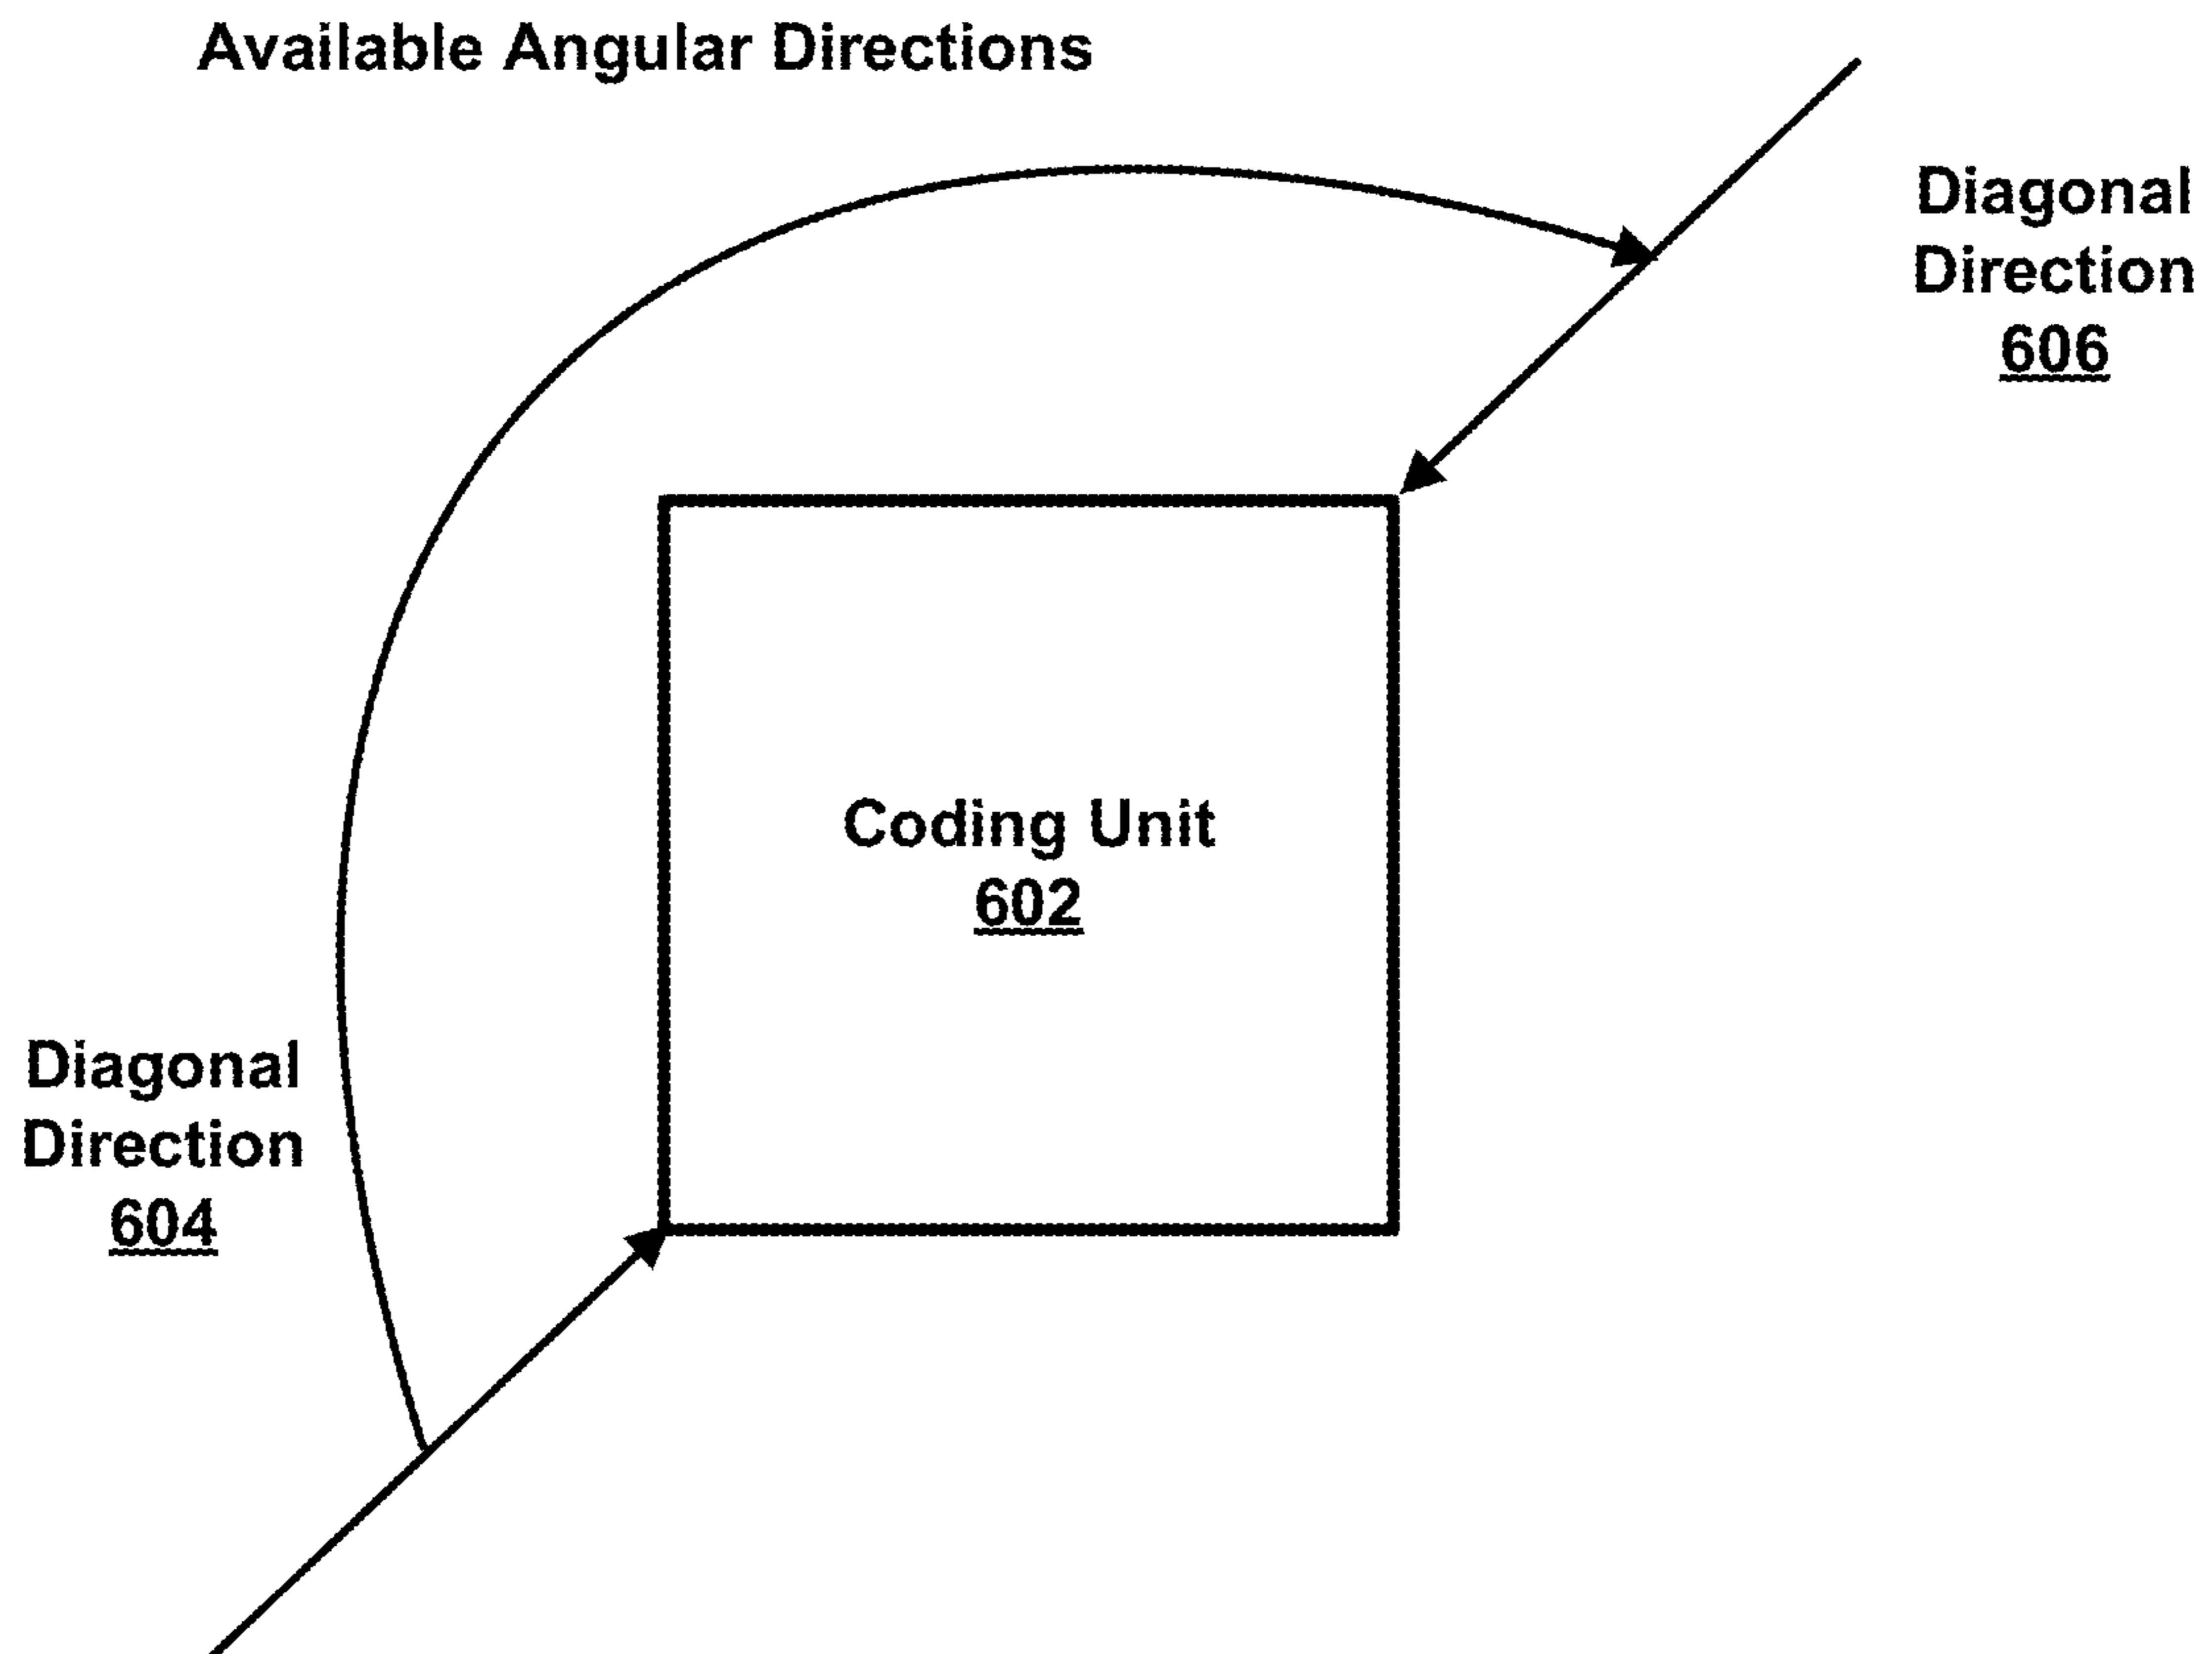 Available Angular Directions
Diagonal
Direction
606
Coding Unit
602
Diagonal
Direction
604